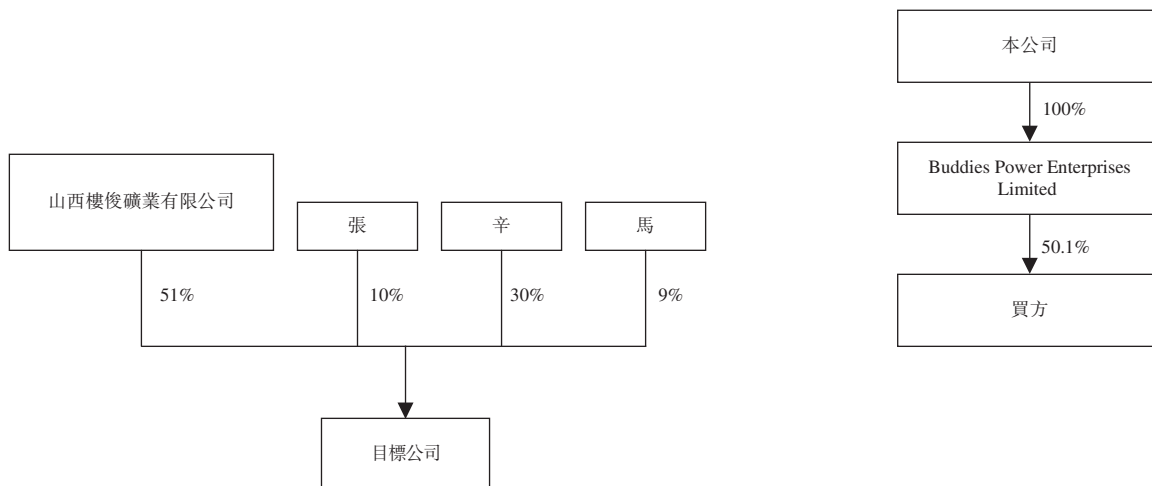 山西樓俊礦業有限公司
張
辛
馬
51%
10%
30%
9%
目標公司
本公司
100%
Buddies Power Enterprises
Limited
50.1%
買方